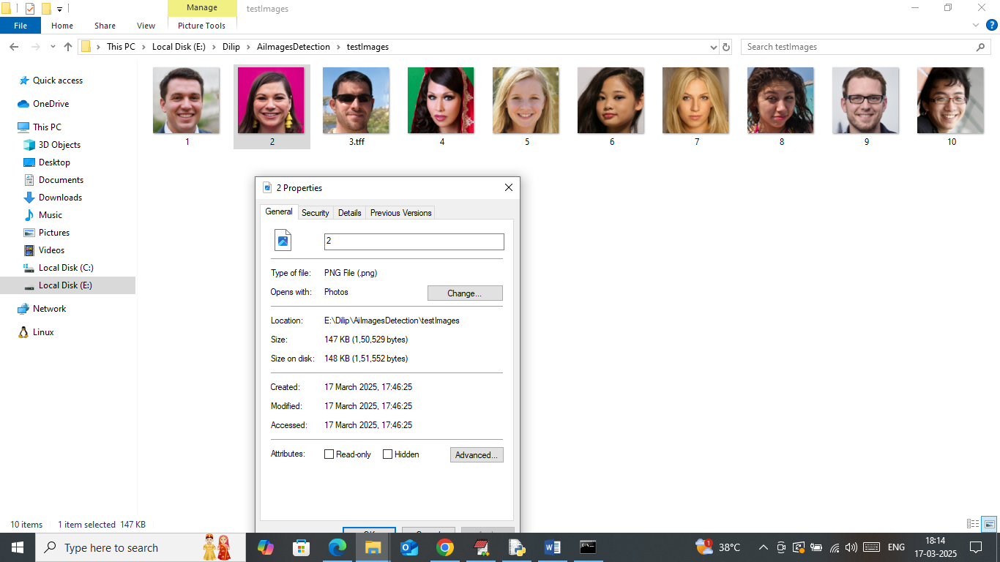 Manage
testImages
File
Home
Share
View
Picture Tools
This PC
Local Disk (E:)
Dilip
AiImagesDetection
testImages
Search testImages
Quick access
OneDrive
This PC
3D Objects
Desktop
Documents
Downloads
Music
Pictures
Videos
Local Disk (C:)
Local Disk (E:)
Network
Linux
1
2
3.tff
4
5
6
7
8
9
10
2 Properties
General
Security
Details
Previous Versions
2
Type of file: PNG File (.png)
Opens with: Photos
Change...
Location: E:\Dilip\AiImagesDetection\testImages
Size: 147 KB (1,50,529 bytes)
Size on disk: 148 KB (1,51,552 bytes)
Created: 17 March 2025, 17:46:25
Modified: 17 March 2025, 17:46:25
Accessed: 17 March 2025, 17:46:25
Attributes:
Read-only
Hidden
Advanced...
10 items
1 item selected 147 KB
Type here to search
1
38°C
ENG
18:14
17-03-2025